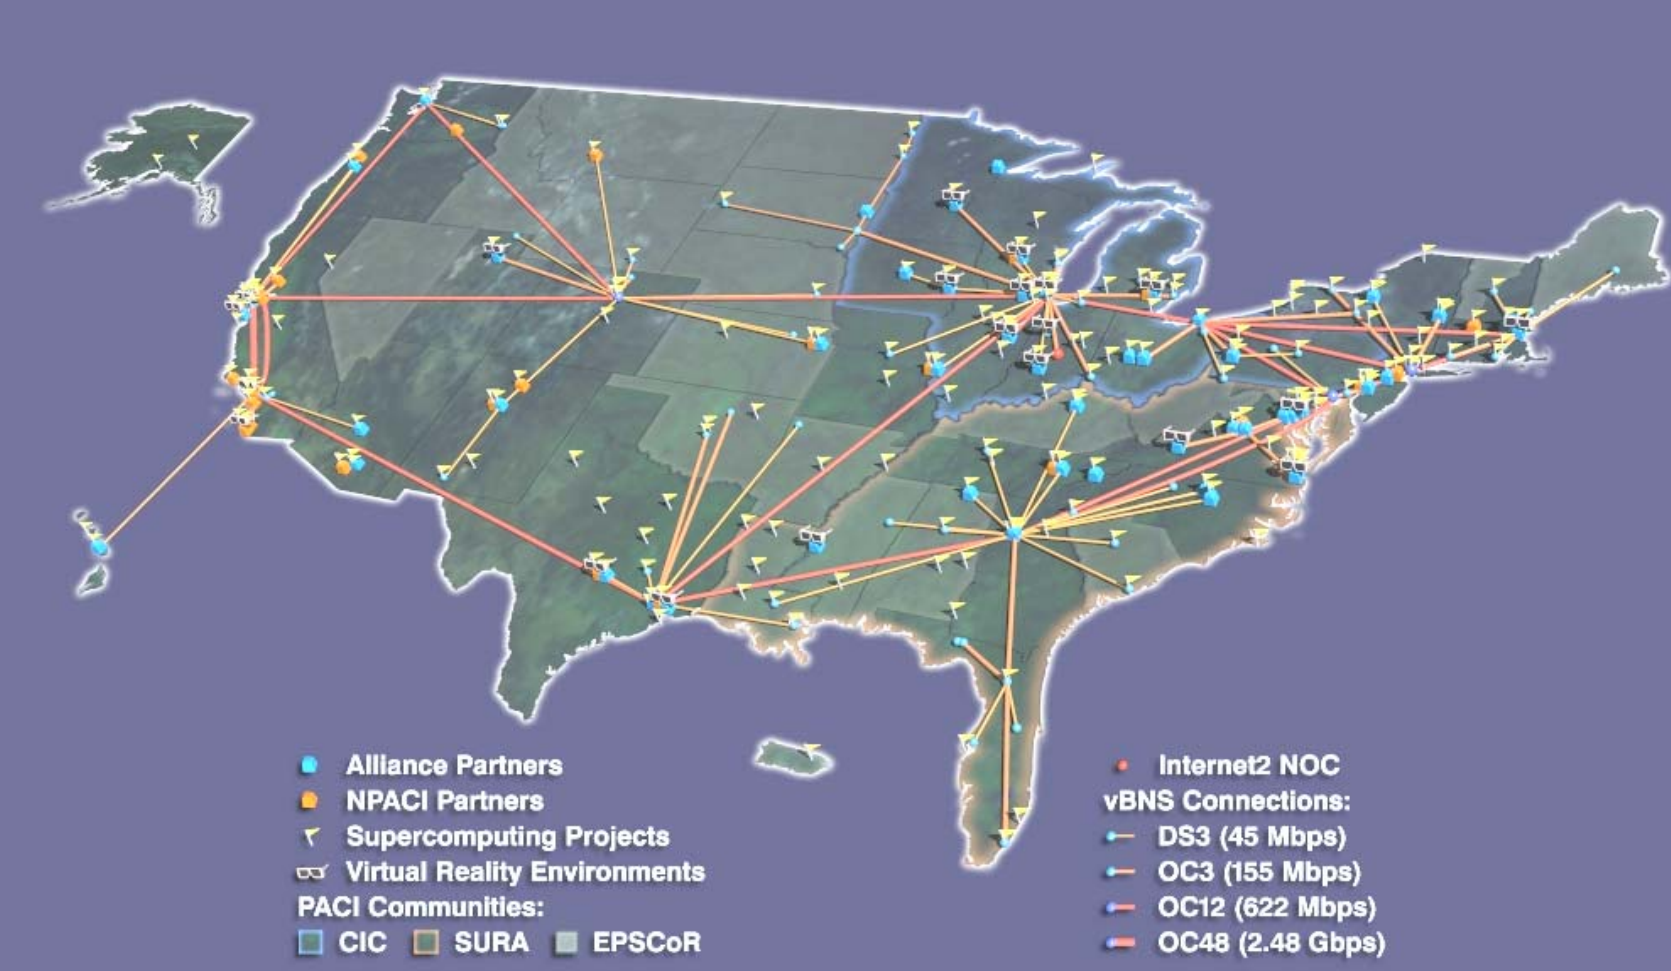 Alliance Partners
NPACI Partners
Supercomputing Projects
Virtual Reality Environments
PACI Communities:
CIC SURA EPSCoR
Internet2 NOC
vBNS Connections:
DS3 (45 Mbps)
OC3 (155 Mbps)
OC12 (622 Mbps)
OC48 (2.48 Gbps)